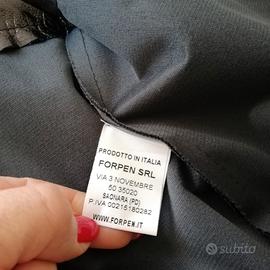 PRODOTTO IN ITALIA
FORPEN SRL
VIA 3 NOVEMBRE
50 35020
SAONARA (PD)
P.IVA 00215180282
WWW.FORPEN.IT
subito